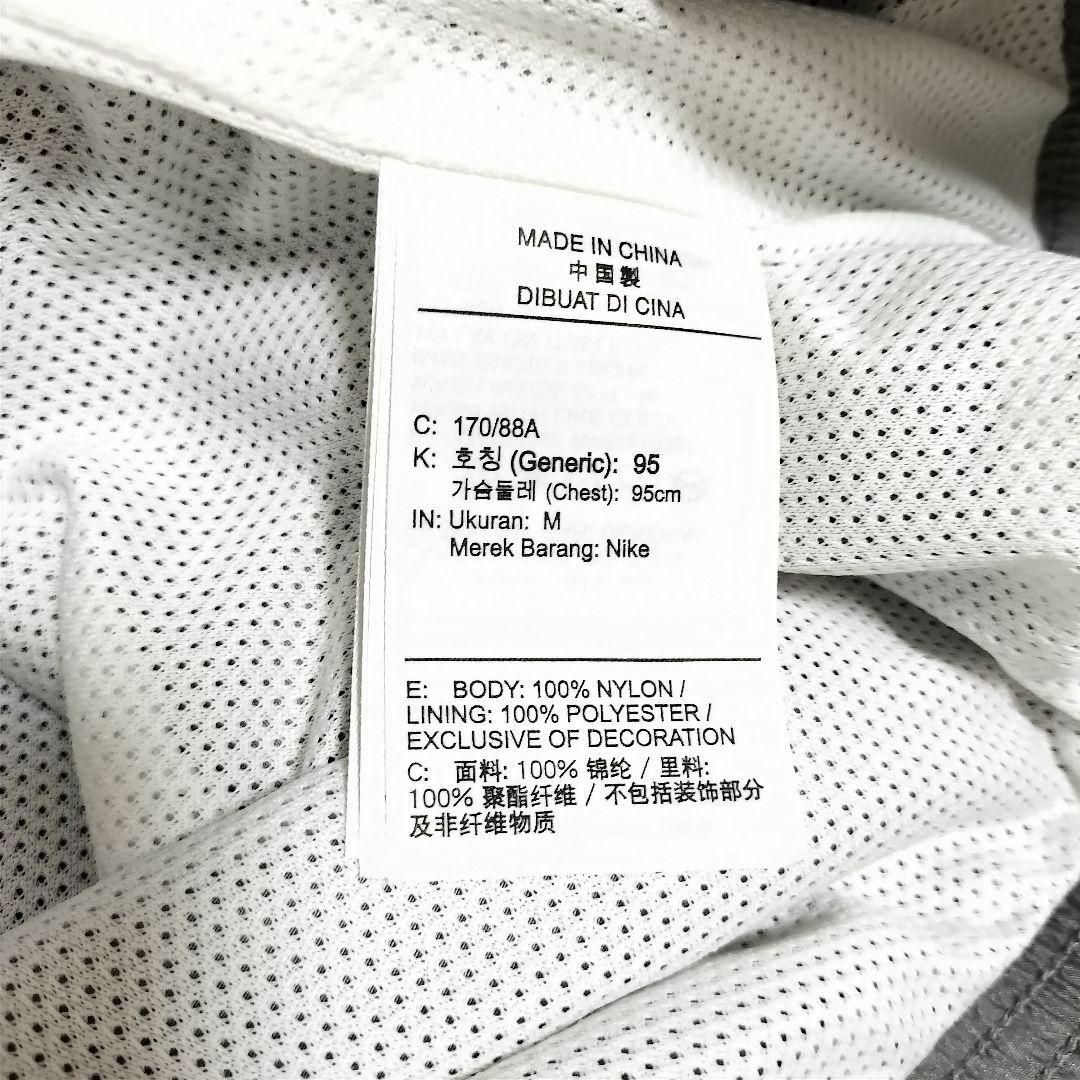 MADE IN CHINA
中国製
DIBUAT DI CINA
C: 170/88A
K: 호칭 (Generic): 95
가슴둘레 (Chest): 95cm
IN: Ukuran: M
Merek Barang: Nike
E: BODY: 100% NYLON /
LINING: 100% POLYESTER /
EXCLUSIVE OF DECORATION
C: 面料: 100% 锦纶 / 里料:
100% 聚酯纤维 / 不包括装饰部分
及非纤维物质